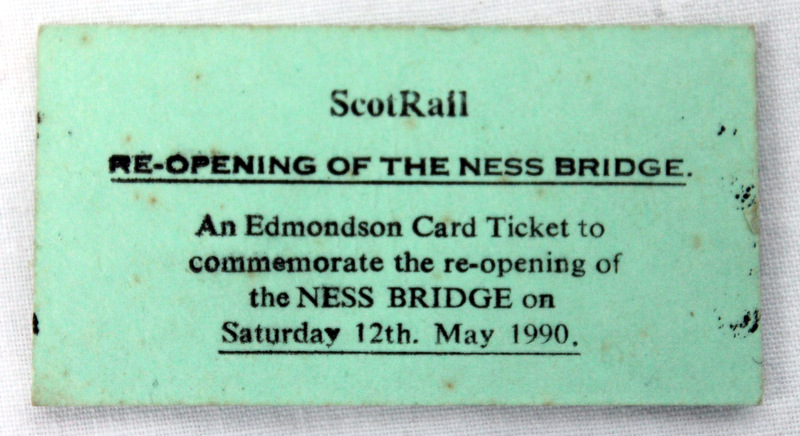 ScotRail
RE-OPENING OF THE NESS BRIDGE.
An Edmondson Card Ticket to
commemorate the re-opening of
the NESS BRIDGE on
Saturday 12th. May 1990.